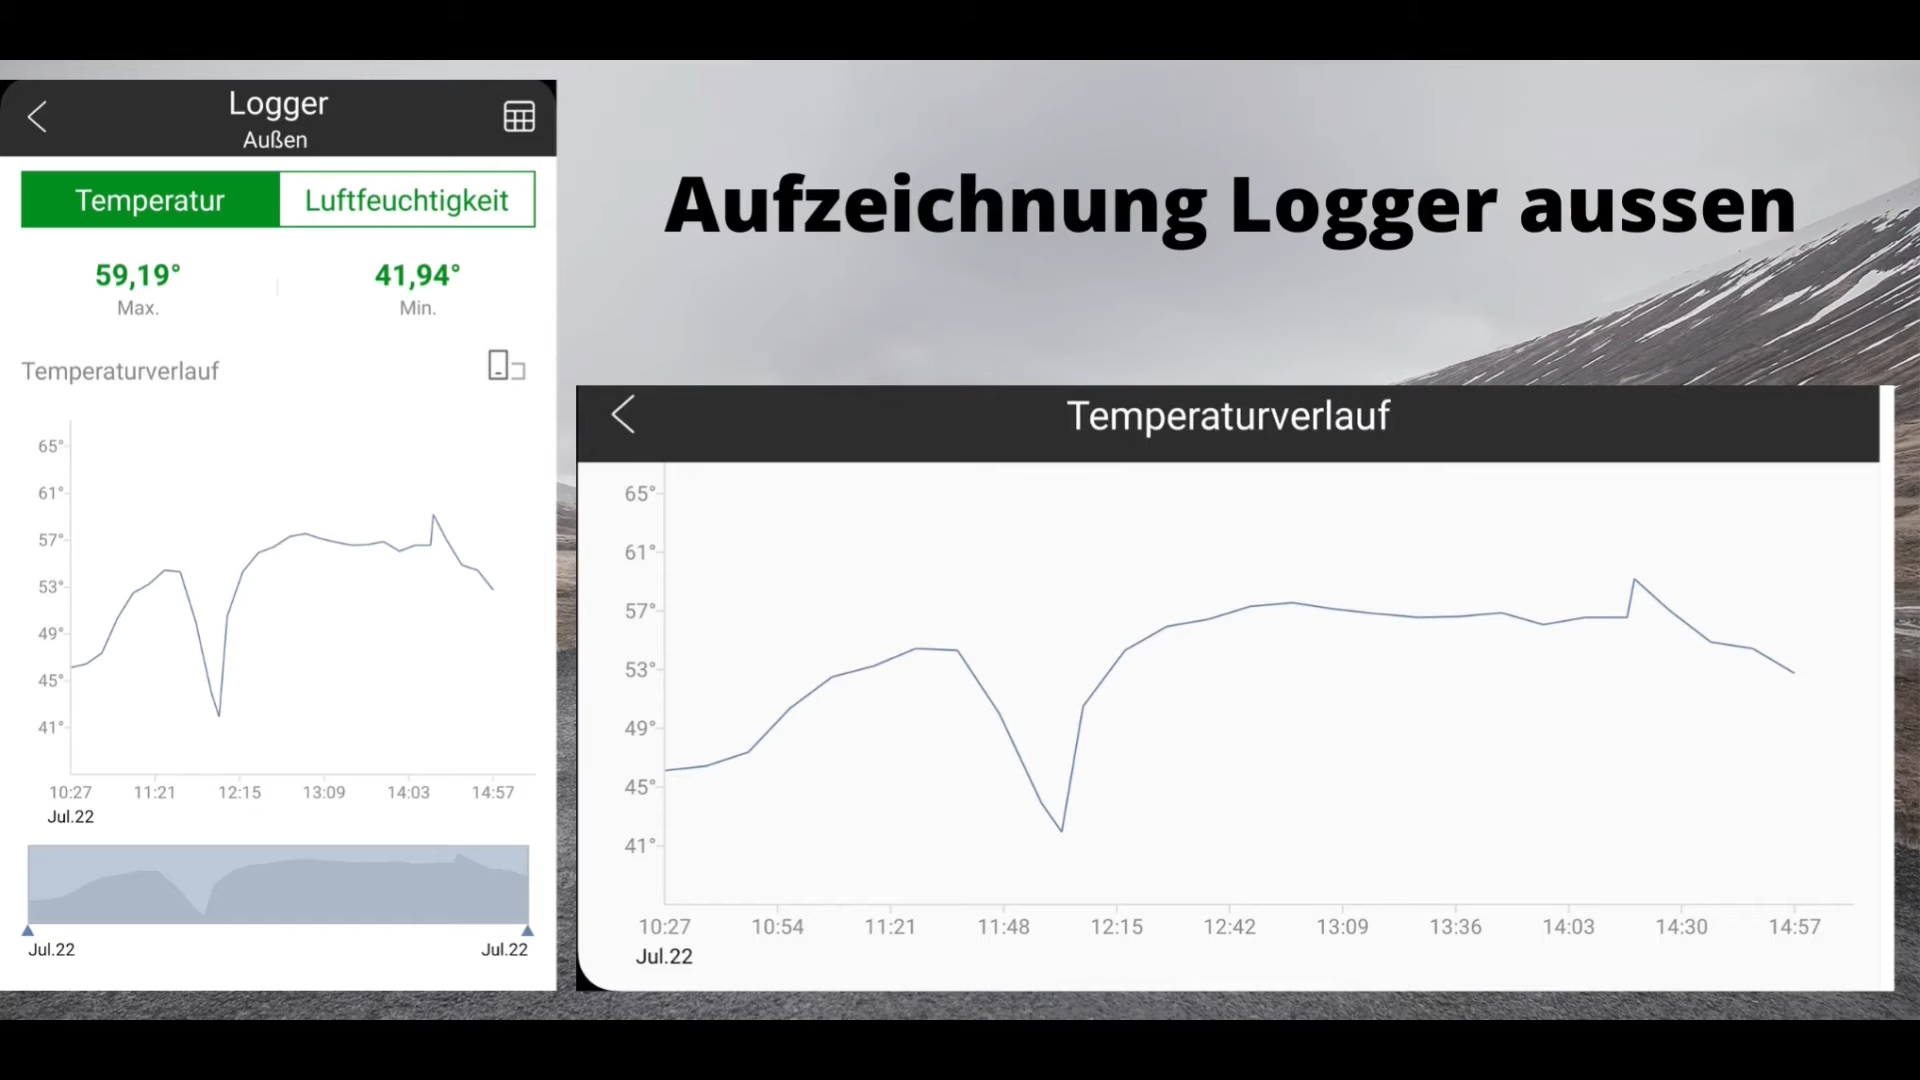 Logger
Außen
Temperatur Luftfeuchtigkeit
59,19° 41,94°
Max. Min.
Temperaturverlauf
65°
61°
57°
53°
49°
45°
41°
10:27 11:21 12:15 13:09 14:03 14:57
Jul.22
Jul.22 Jul.22
Aufzeichnung Logger aussen
Temperaturverlauf
65°
61°
57°
53°
49°
45°
41°
10:27 10:54 11:21 11:48 12:15 12:42 13:09 13:36 14:03 14:30 14:57
Jul.22